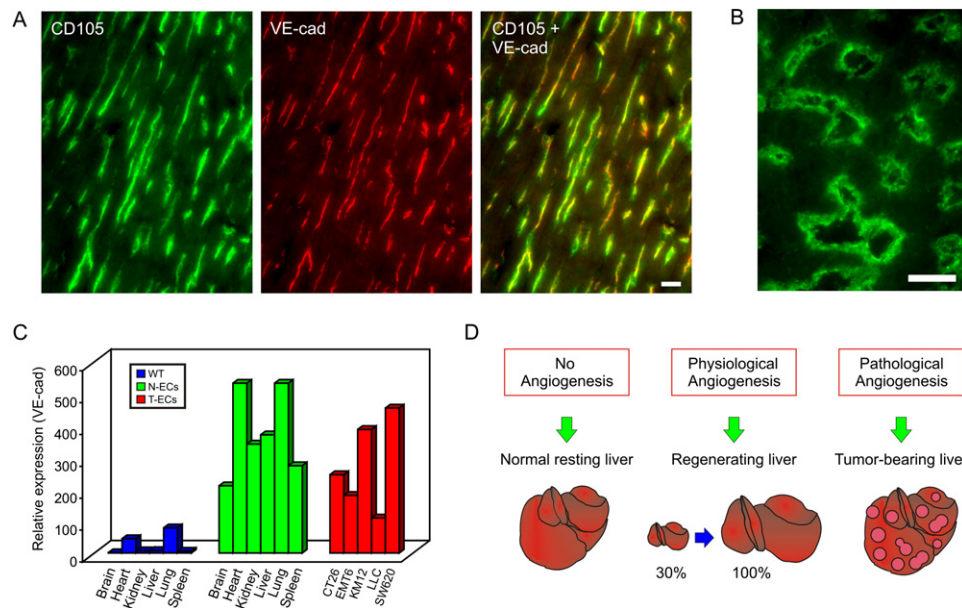 A
CD105
VE-cad
CD105 +
VE-cad
B
C
Relative expression (VE-cad)
600
500
400
300
200
100
0
WT
N-ECs
T-ECs
Brain
Heart
Kidney
Liver
Lung
Spleen
Brain
Heart
Kidney
Liver
Lung
Spleen
CT26
EMT6
KM12
LLC
SW620
D
No
Angiogenesis
Physiological
Angiogenesis
Pathological
Angiogenesis
Normal resting liver
Regenerating liver
Tumor-bearing live
30%
100%